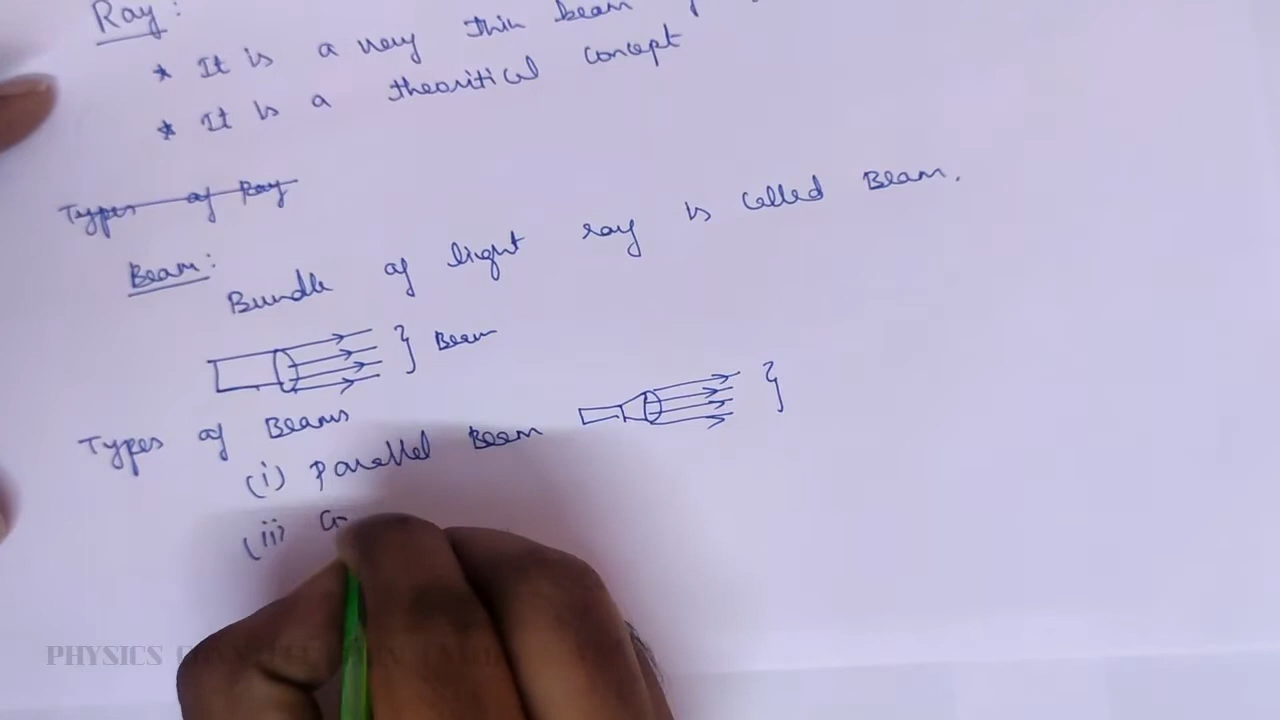 Ray:
* It is a very thin beam
* It is a theoritical concept
Types of Ray
Beam:
Bundle of light ray is called Beam.
Beam
Types of Beams
(i) parallel Beam
(ii)
PHYSICS